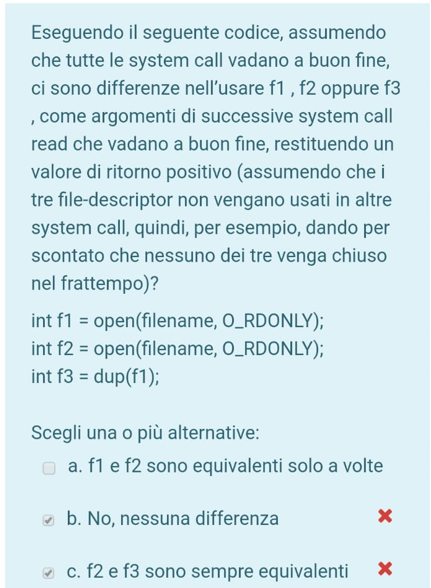 Eseguendo il seguente codice, assumendo
che tutte le system call vadano a buon fine,
ci sono differenze nell'usare f1 , f2 oppure f3
, come argomenti di successive system call
read che vadano a buon fine, restituendo un
valore di ritorno positivo (assumendo che i
tre file-descriptor non vengano usati in altre
system call, quindi, per esempio, dando per
scontato che nessuno dei tre venga chiuso
nel frattempo)?
int f1 = open(filename, O_RDONLY);
int f2 = open(filename, O_RDONLY);
int f3 = dup(f1);
Scegli una o più alternative:
a. f1 e f2 sono equivalenti solo a volte
b. No, nessuna differenza
c. f2 e f3 sono sempre equivalenti